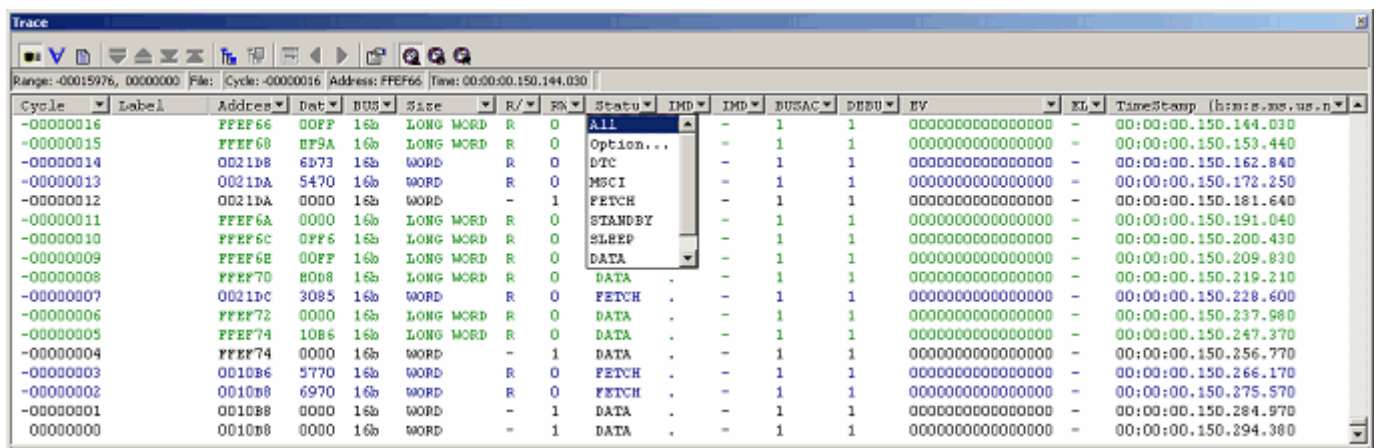 Trace
Range: -00015976, 00000000 File: Cycle: -00000016 Address: FFEF66 Time: 00:00:00.150.144.030
Cycle Label Addres Dat BUS Size R/ RW Statu IMD IMD BUSAC DEBU EV EL TimeStamp (h:m:s.ms.us.n
-00000016 FFEF66 00FF 16b LONG WORD R 0 All - 1 1 0000000000000000 - 00:00:00.150.144.030
-00000015 FFEF68 BF9A 16b LONG WORD R 0 Option... - 1 1 0000000000000000 - 00:00:00.150.153.440
-00000014 0021D8 6D73 16b WORD R 0 DTC - 1 1 0000000000000000 - 00:00:00.150.162.840
-00000013 0021DA 5470 16b WORD R 0 MSCI - 1 1 0000000000000000 - 00:00:00.150.172.250
-00000012 0021DA 0000 16b WORD - 1 FETCH - 1 1 0000000000000000 - 00:00:00.150.181.640
-00000011 FFEF6A 0000 16b LONG WORD R 0 STANDBY - 1 1 0000000000000000 - 00:00:00.150.191.040
-00000010 FFEF6C 0FF6 16b LONG WORD R 0 SLEEP - 1 1 0000000000000000 - 00:00:00.150.200.430
-00000009 FFEF6E 00FF 16b LONG WORD R 0 DATA - 1 1 0000000000000000 - 00:00:00.150.209.830
-00000008 FFEF70 B0D8 16b LONG WORD R 0 DATA . - 1 1 0000000000000000 - 00:00:00.150.219.210
-00000007 0021DC 3085 16b WORD R 0 FETCH . - 1 1 0000000000000000 - 00:00:00.150.228.600
-00000006 FFEF72 0000 16b LONG WORD R 0 DATA . - 1 1 0000000000000000 - 00:00:00.150.237.980
-00000005 FFEF74 10B6 16b LONG WORD R 0 DATA . - 1 1 0000000000000000 - 00:00:00.150.247.370
-00000004 FFEF74 0000 16b WORD - 1 DATA . - 1 1 0000000000000000 - 00:00:00.150.256.770
-00000003 0010B6 5770 16b WORD R 0 FETCH . - 1 1 0000000000000000 - 00:00:00.150.266.170
-00000002 0010B8 6970 16b WORD R 0 FETCH . - 1 1 0000000000000000 - 00:00:00.150.275.570
-00000001 0010B8 0000 16b WORD - 1 DATA . - 1 1 0000000000000000 - 00:00:00.150.284.970
00000000 0010B8 0000 16b WORD - 1 DATA . - 1 1 0000000000000000 - 00:00:00.150.294.380